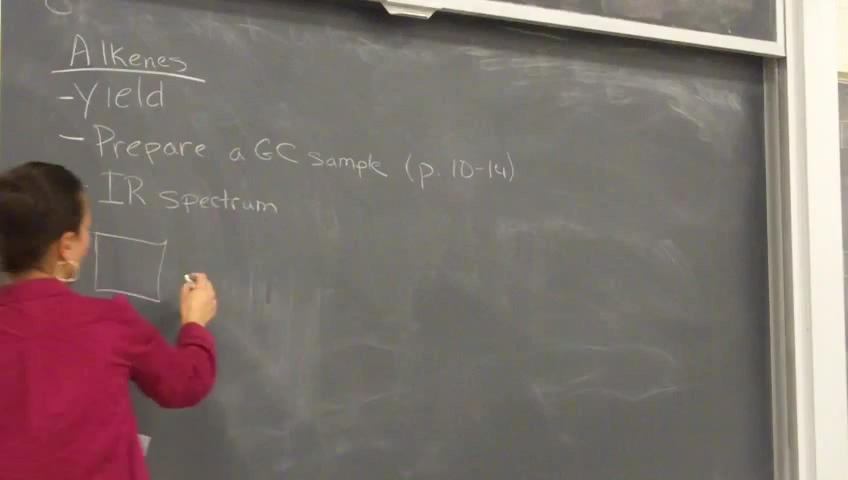 Alkenes
- Yield
- Prepare a GC sample (p. 10-14)
- IR spectrum